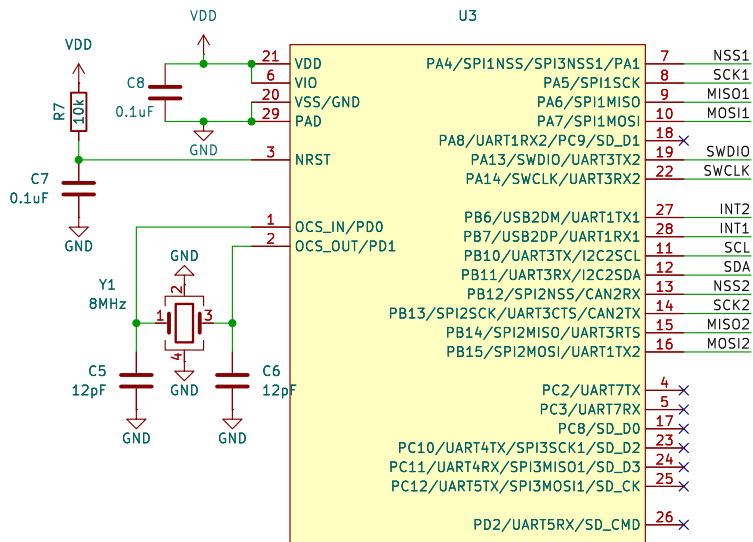 U3
VDD
VDD
C8
0.1uF
R7
10k
GND
C7
0.1uF
GND
GND
Y1
8MHz
1
2
3
4
GND
C5
12pF
C6
12pF
GND
GND
21 VDD
6 VIO
20 VSS/GND
29 PAD
3 NRST
1 OCS_IN/PD0
2 OCS_OUT/PD1
PA4/SPI1NSS/SPI3NSS1/PA1 7 NSS1
PA5/SPI1SCK 8 SCK1
PA6/SPI1MISO 9 MISO1
PA7/SPI1MOSI 10 MOSI1
PA8/UART1RX2/PC9/SD_D1 18
PA13/SWDIO/UART3TX2 19 SWDIO
PA14/SWCLK/UART3RX2 22 SWCLK
PB6/USB2DM/UART1TX1 27 INT2
PB7/USB2DP/UART1RX1 28 INT1
PB10/UART3TX/I2C2SCL 11 SCL
PB11/UART3RX/I2C2SDA 12 SDA
PB12/SPI2NSS/CAN2RX 13 NSS2
PB13/SPI2SCK/UART3CTS/CAN2TX 14 SCK2
PB14/SPI2MISO/UART3RTS 15 MISO2
PB15/SPI2MOSI/UART1TX2 16 MOSI2
PC2/UART7TX 4
PC3/UART7RX 5
PC8/SD_D0 17
PC10/UART4TX/SPI3SCK1/SD_D2 23
PC11/UART4RX/SPI3MISO1/SD_D3 24
PC12/UART5TX/SPI3MOSI1/SD_CK 25
PD2/UART5RX/SD_CMD 26